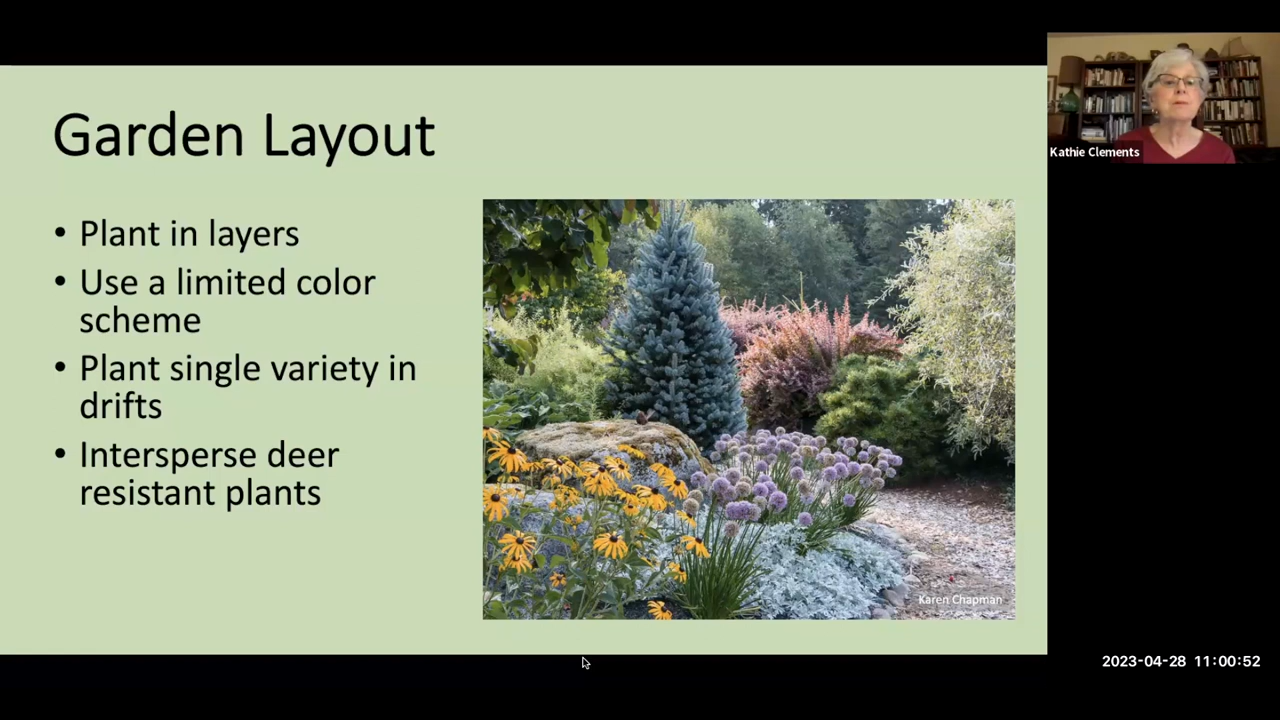 Garden Layout
• Plant in layers
• Use a limited color
scheme
• Plant single variety in
drifts
• Intersperse deer
resistant plants
Karen Chapman
Kathie Clements
2023-04-28 11:00:52